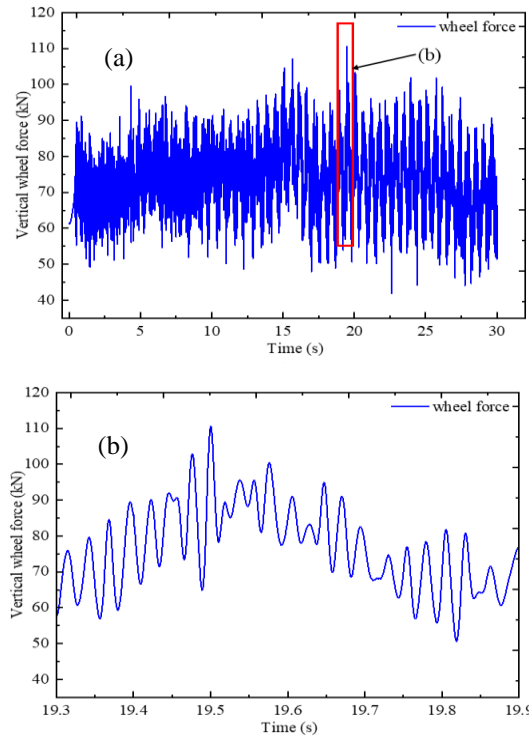 120
110
100
90
80
70
60
50
40
Vertical wheel force (kN)
(a)
wheel force
(b)
0 5 10 15 20 25 30
Time (s)
120
110
100
90
80
70
60
50
40
Vertical wheel force (kN)
(b)
wheel force
19.3 19.4 19.5 19.6 19.7 19.8 19.9
Time (s)